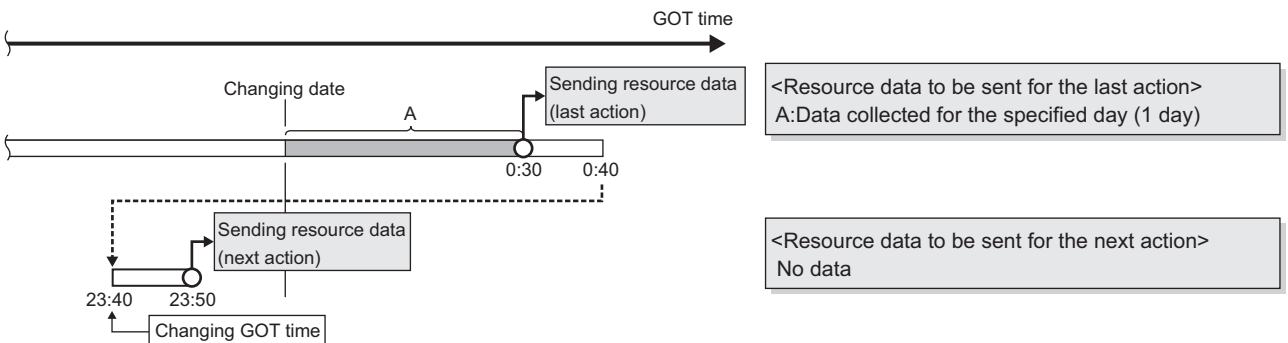 GOT time
Changing date
A
Sending resource data
(last action)
0:30
0:40
<Resource data to be sent for the last action>
A:Data collected for the specified day (1 day)
Sending resource data
(next action)
23:40
23:50
Changing GOT time
<Resource data to be sent for the next action>
No data